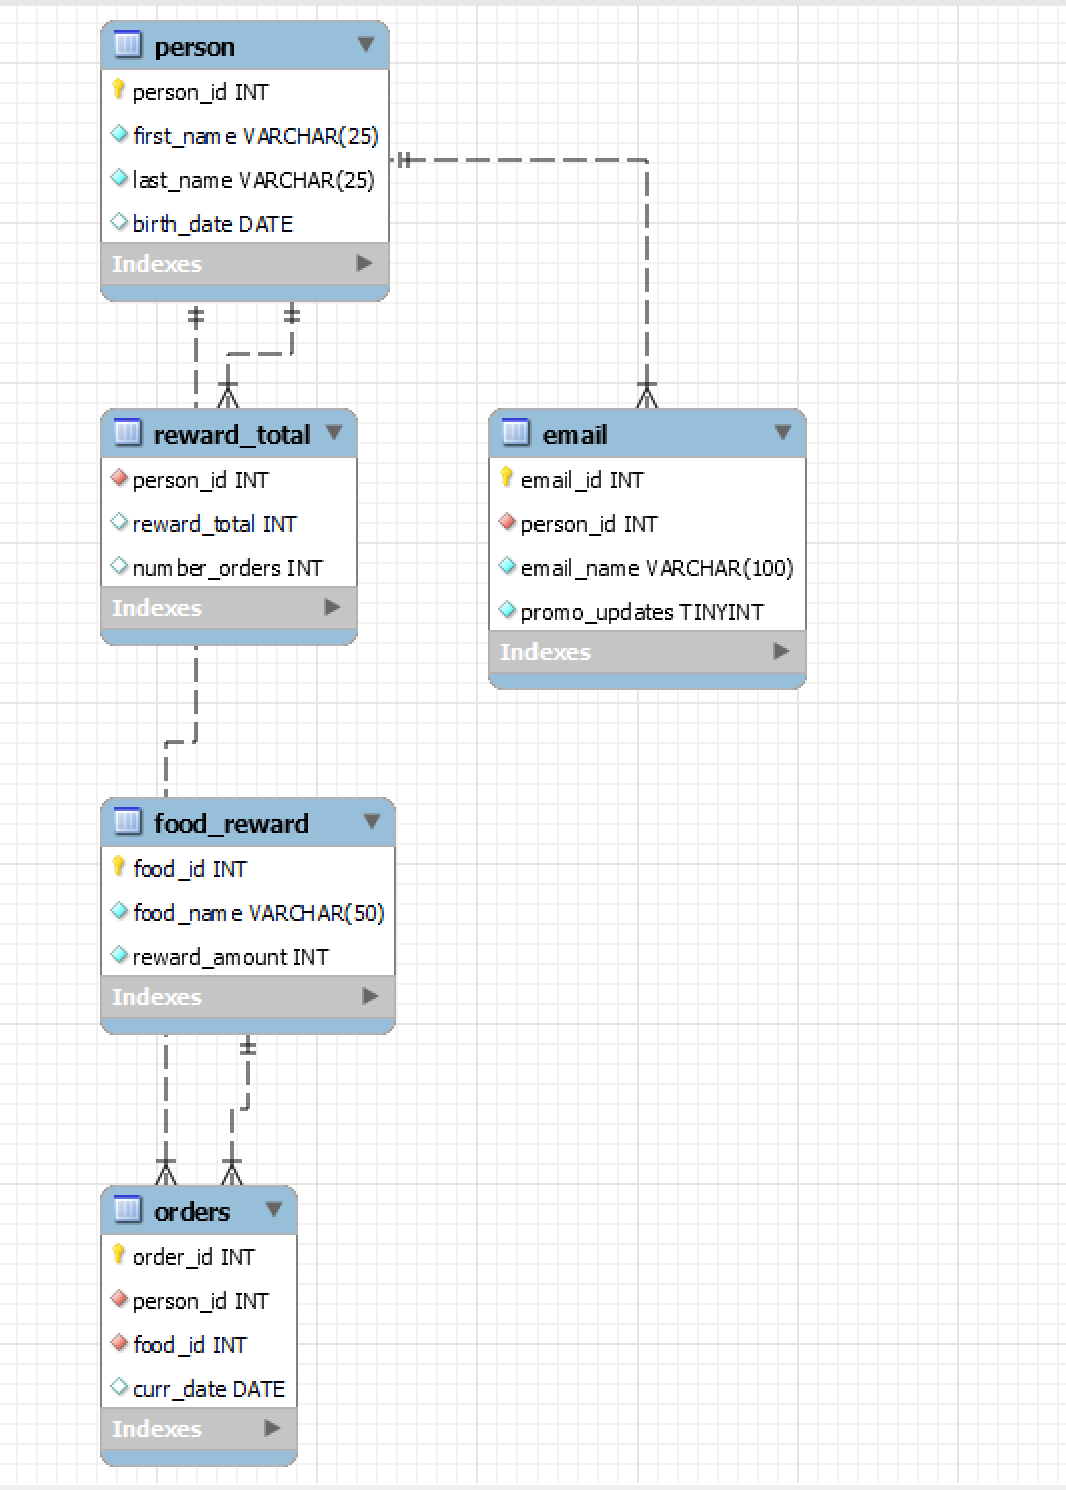 person
person_id INT
first_name VARCHAR(25)
last_name VARCHAR(25)
birth_date DATE
Indexes
reward_total
person_id INT
reward_total INT
number_orders INT
Indexes
email
email_id INT
person_id INT
email_name VARCHAR(100)
promo_updates TINYINT
Indexes
food_reward
food_id INT
food_name VARCHAR(50)
reward_amount INT
Indexes
orders
order_id INT
person_id INT
food_id INT
curr_date DATE
Indexes